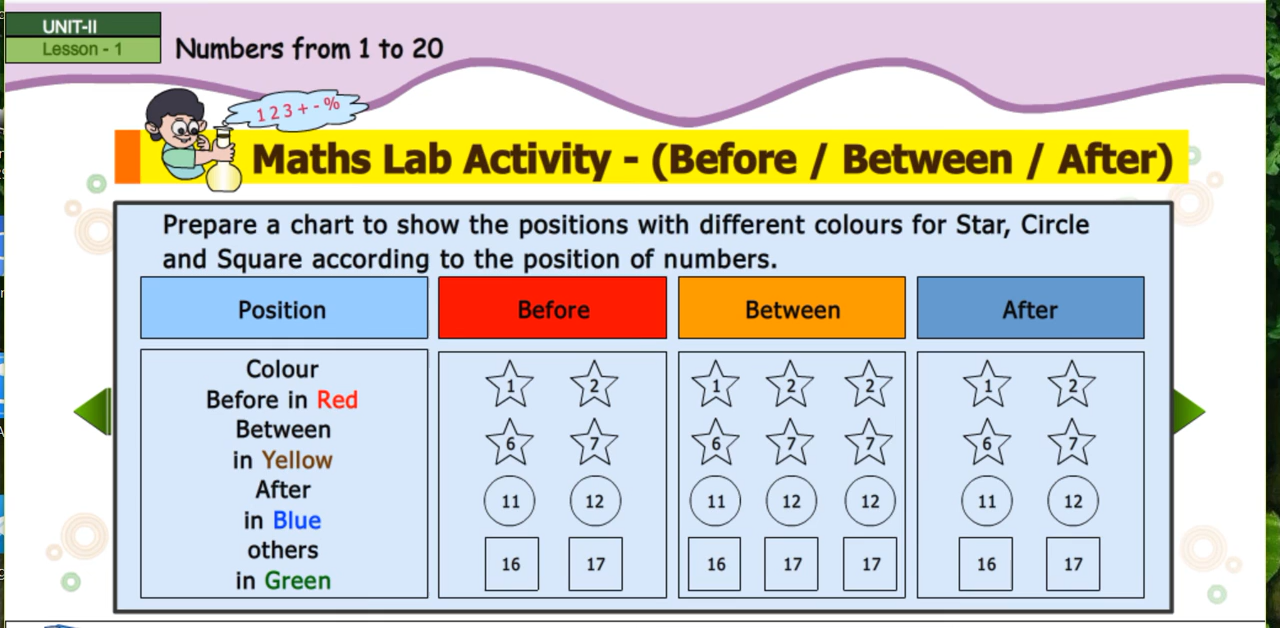 UNIT-II
Lesson - 1
Numbers from 1 to 20
1 2 3 + - %
Maths Lab Activity - (Before / Between / After)
Prepare a chart to show the positions with different colours for Star, Circle
and Square according to the position of numbers.
Position Before Between After
Colour
Before in Red
Between
in Yellow
After
in Blue
others
in Green
1 2
6 7
11 12
16 17
1 2 2
6 7 7
11 12 12
16 17 17
1 2
6 7
11 12
16 17